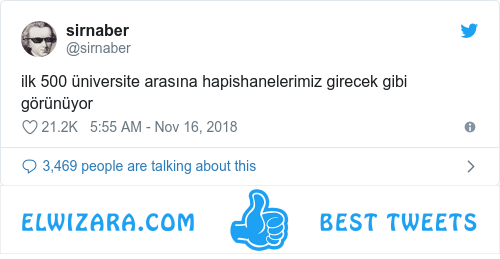 sirnaber
@sirnaber
ilk 500 üniversite arasına hapishanelerimiz girecek gibi
görünüyor
21.2K 5:55 AM - Nov 16, 2018
3,469 people are talking about this
ELWIZARA.COM BEST TWEETS